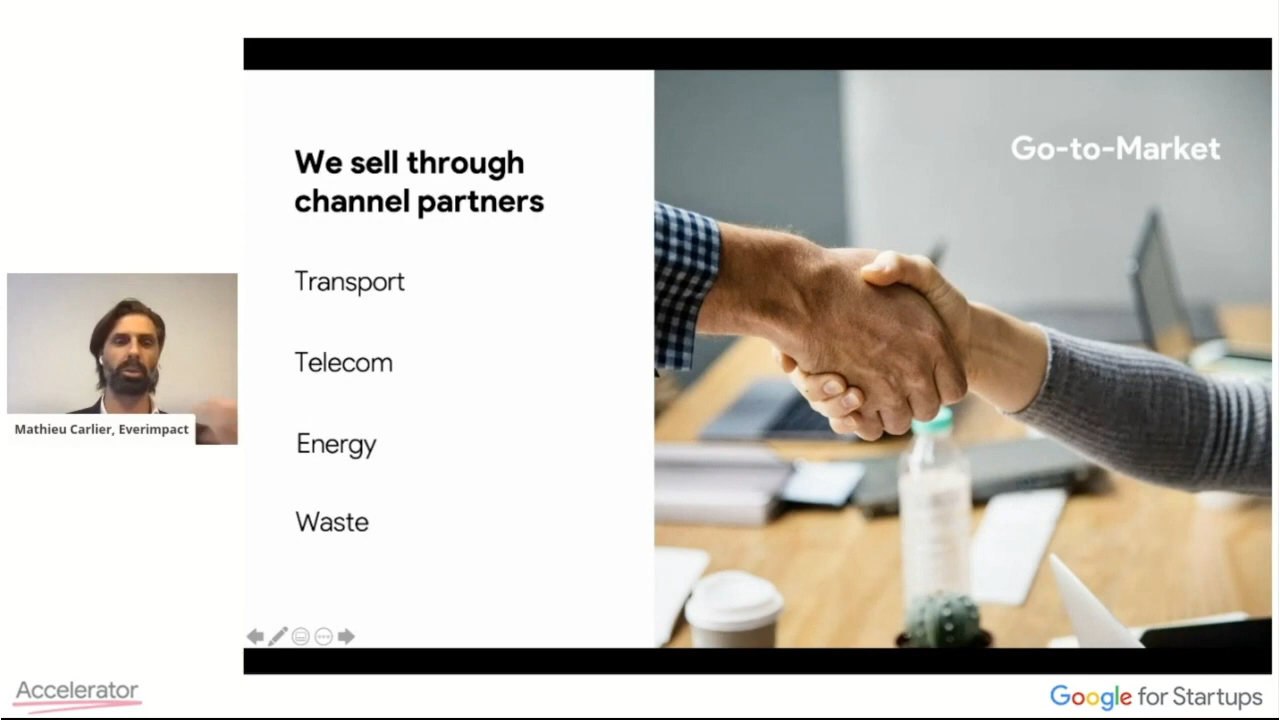 We sell through
channel partners
Transport
Telecom
Energy
Waste
Go-to-Market
Mathieu Carlier, Everimpact
Accelerator
Google for Startups